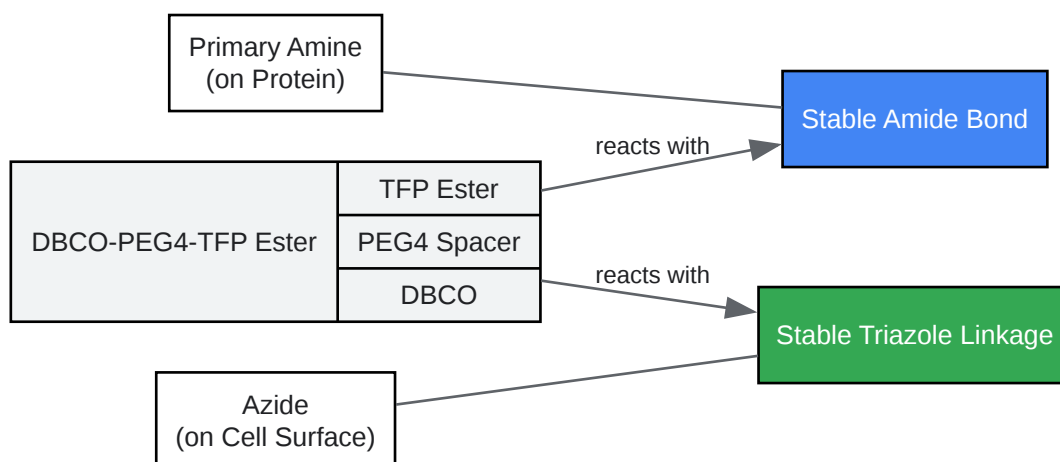 Primary Amine
(on Protein)
Stable Amide Bond
reacts with
TFP Ester
DBCO-PEG4-TFP Ester
PEG4 Spacer
DBCO
reacts with
Stable Triazole Linkage
Azide
(on Cell Surface)